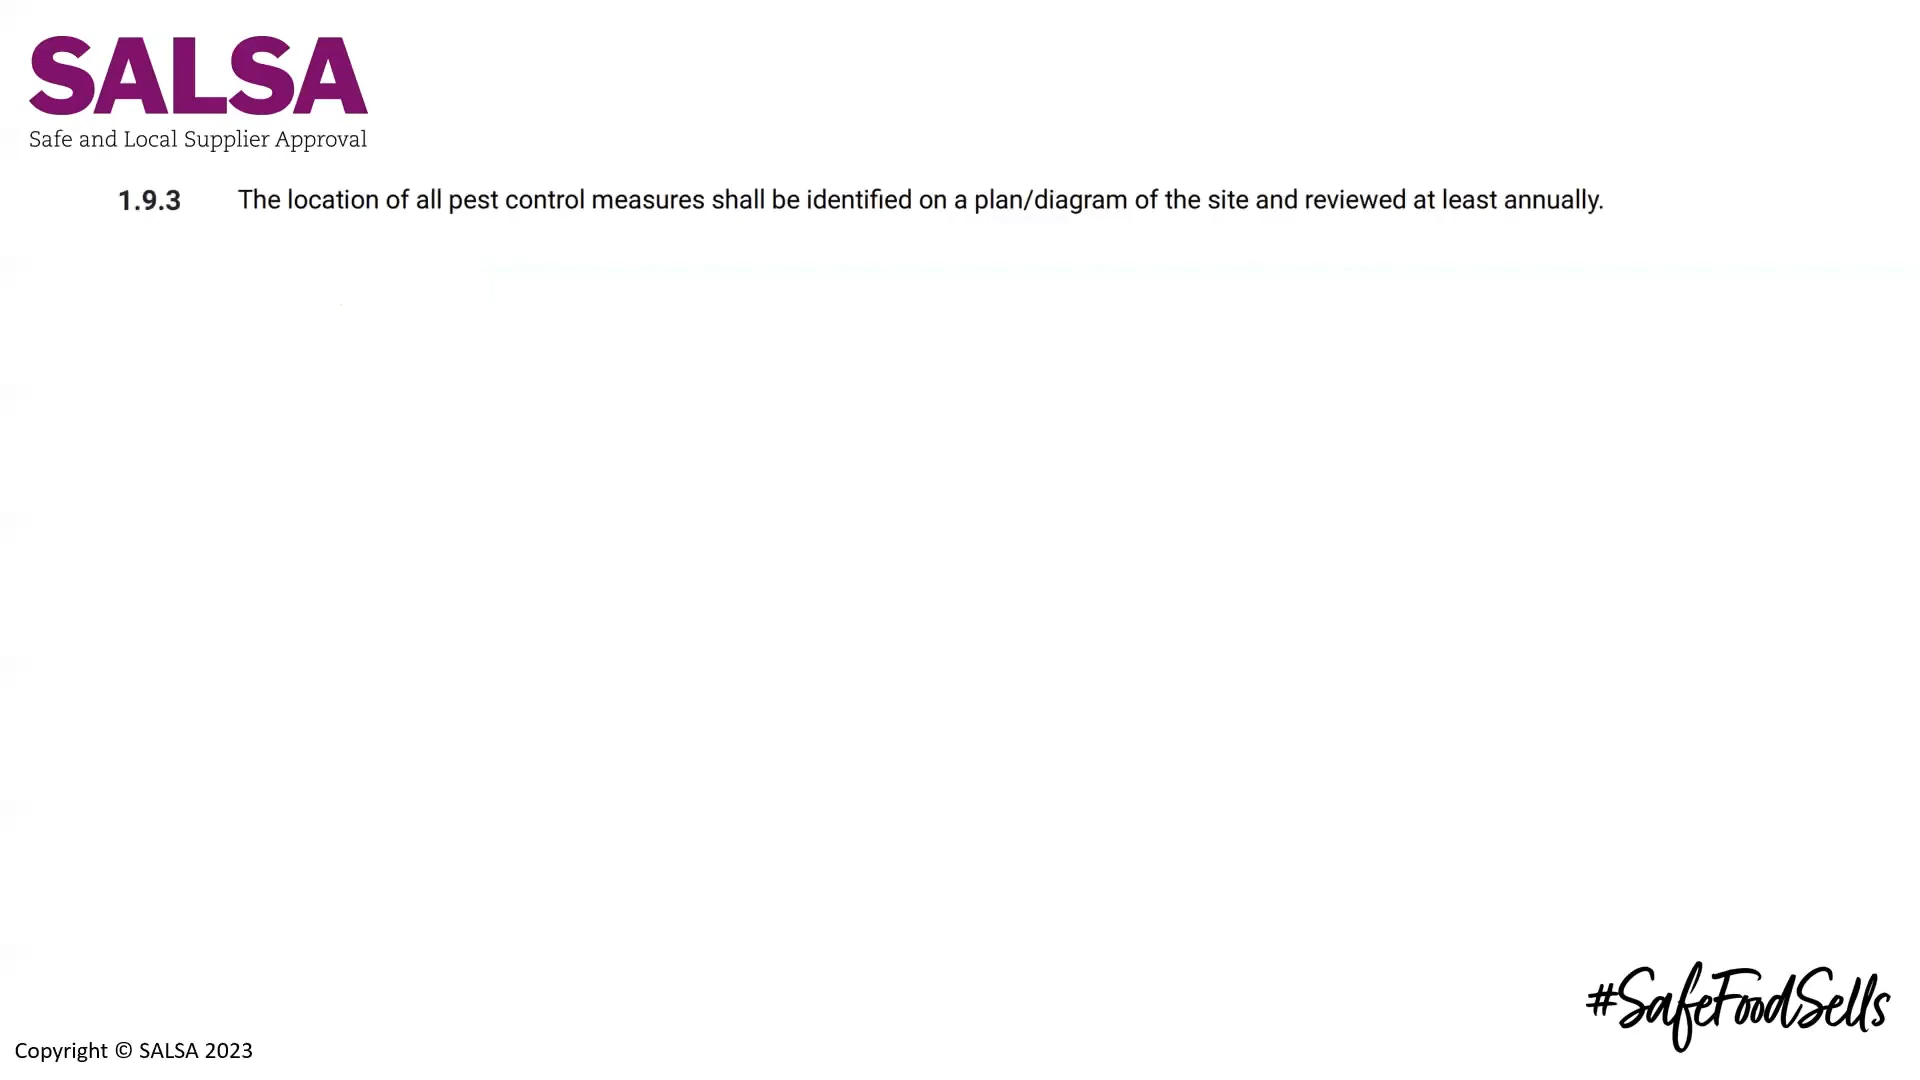 SALSA
Safe and Local Supplier Approval
1.9.3 The location of all pest control measures shall be identified on a plan/diagram of the site and reviewed at least annually.
#SafeFoodSells
Copyright © SALSA 2023